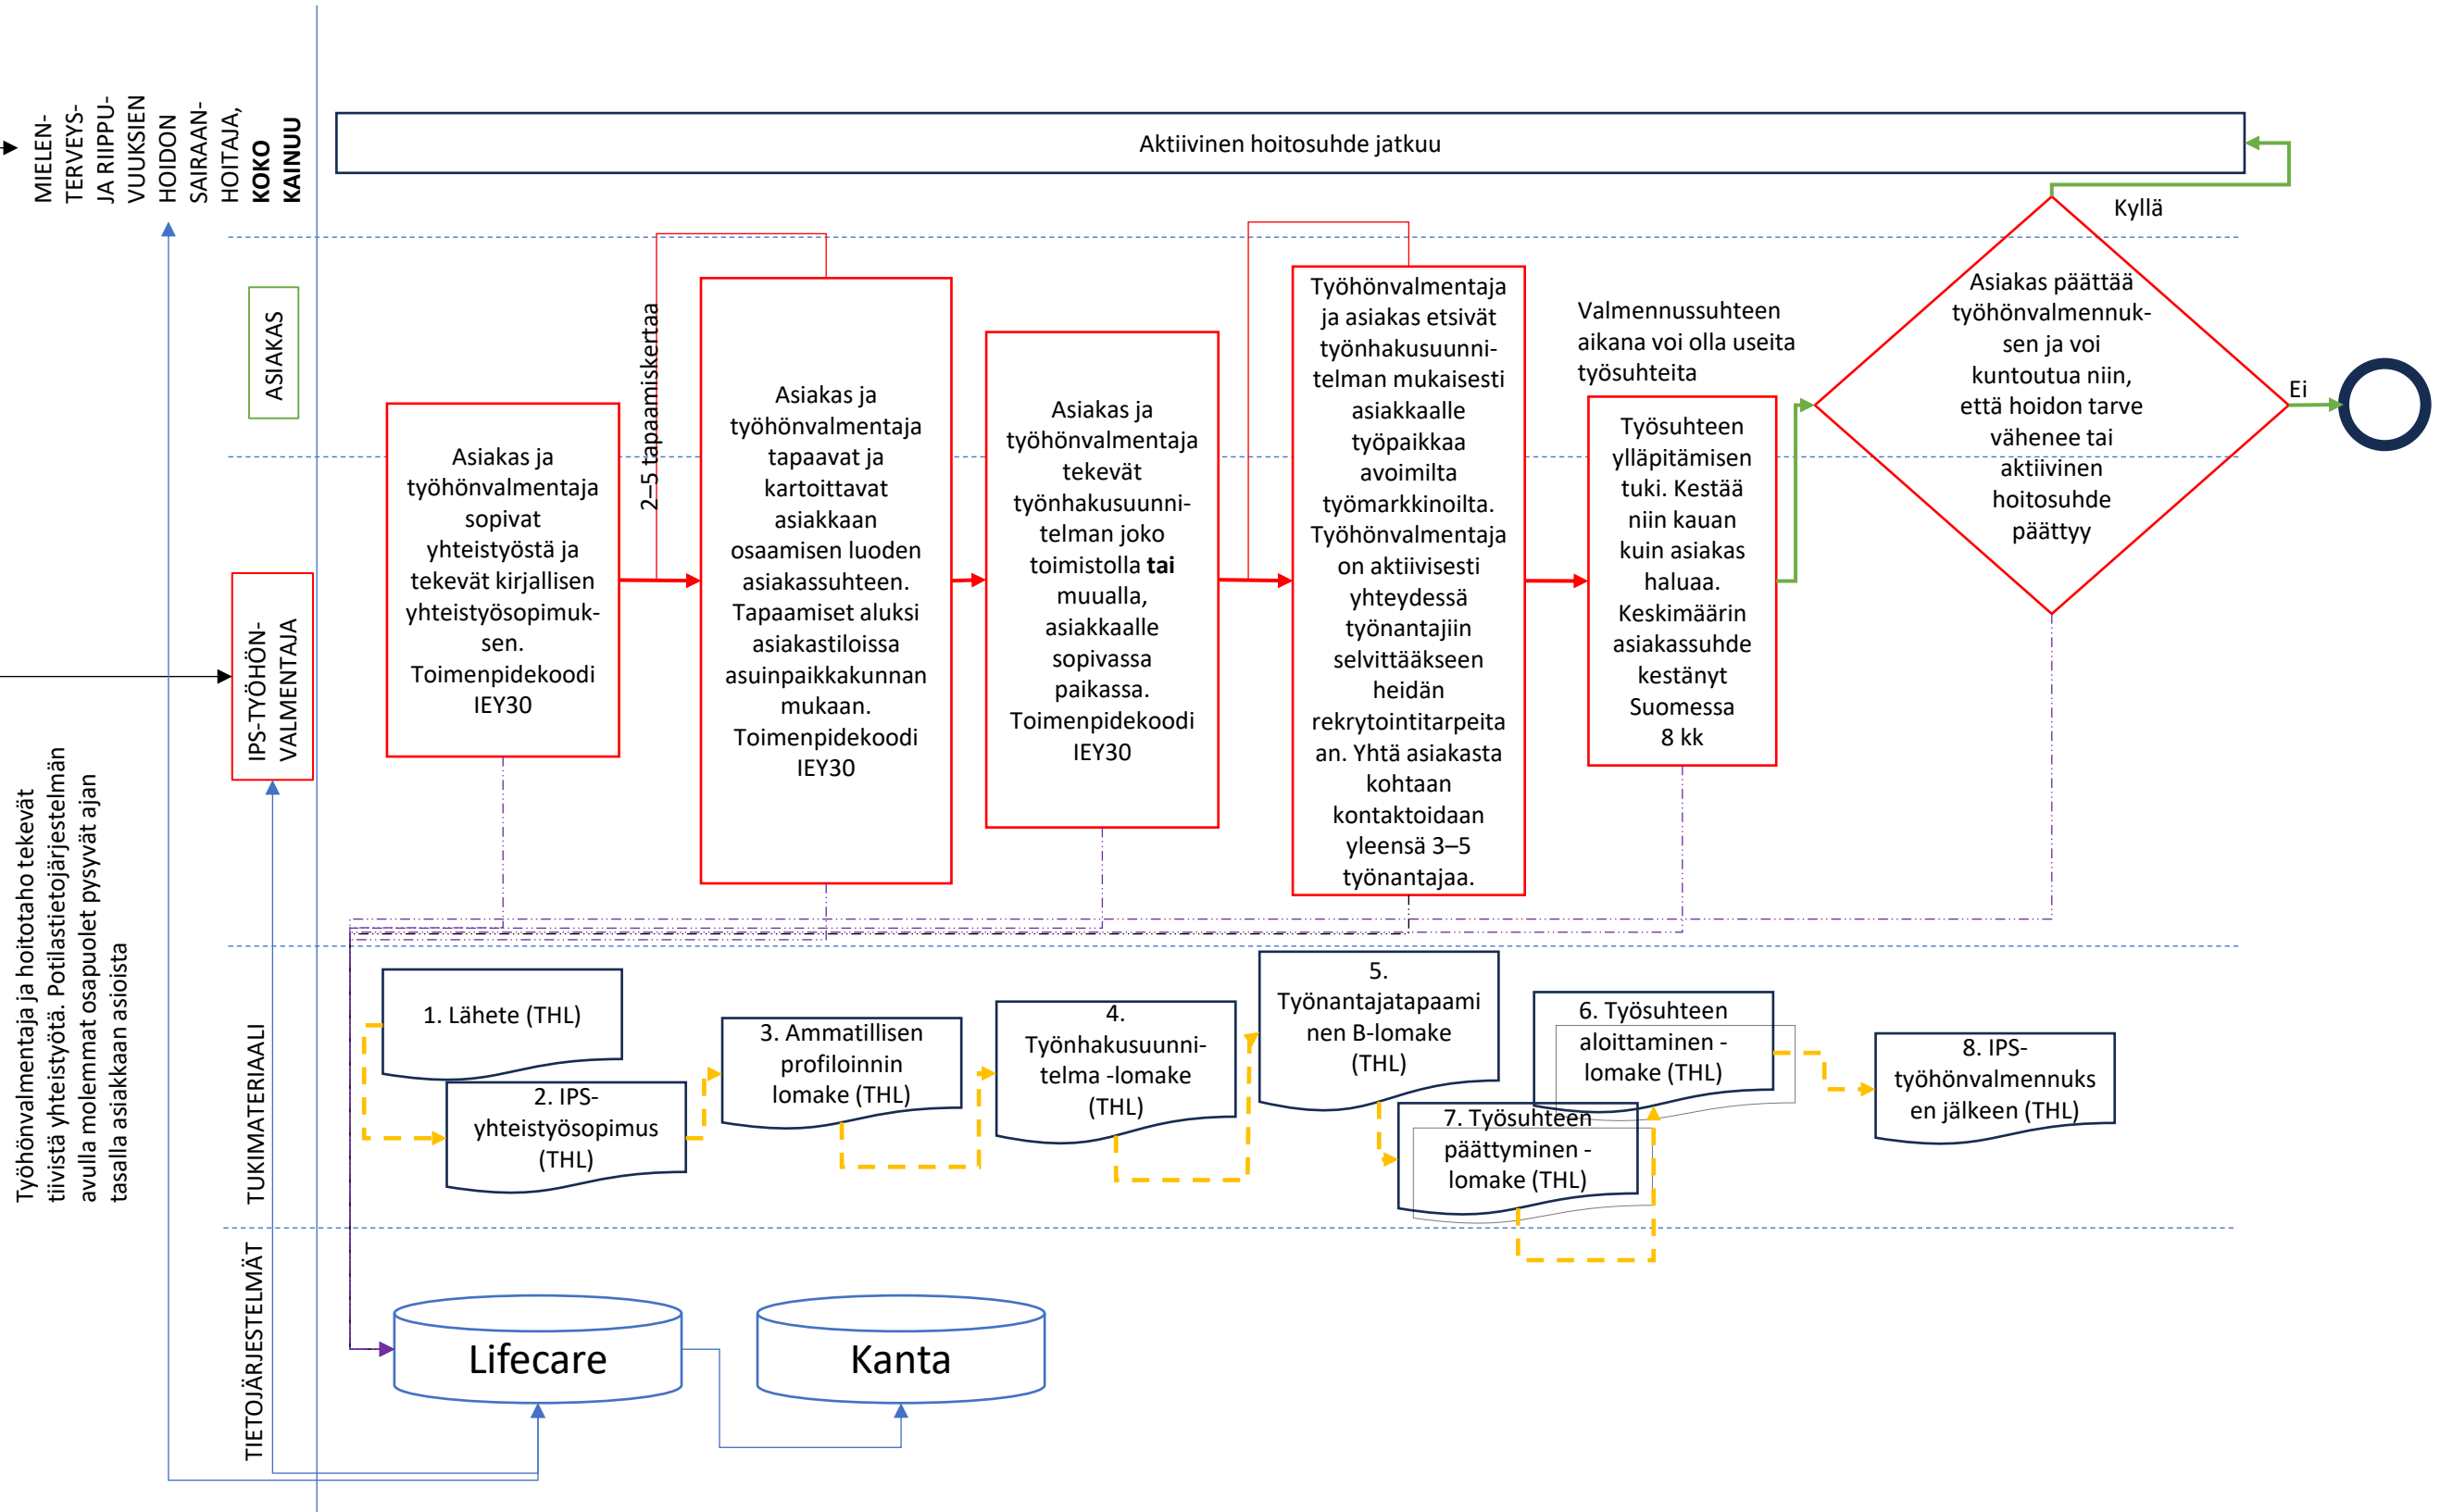 MIELEN-
TERVEYS-
JA RIIPPU-
VUUKSIEN
HOIDON
SAIRAAN-
HOITAJA,
KOKO
KAINUU
Aktiivinen hoitosuhde jatkuu
Kyllä
ASIAKAS
IPS-TYÖHÖN-
VALMENTAJA
Asiakas ja
työhönvalmentaja
sopivat
yhteistyöstä ja
tekevät kirjallisen
yhteistyösopimuk-
sen.
Toimenpidekoodi
IEY30
2–5 tapaamiskertaa
Asiakas ja
työhönvalmentaja
tapaavat ja
kartoittavat
asiakkaan
osaamisen luoden
asiakassuhteen.
Tapaamiset aluksi
asiakastiloissa
asuinpaikkakunnan
mukaan.
Toimenpidekoodi
IEY30
Asiakas ja
työhönvalmentaja
tekevät
työnhakusuunni-
telman joko
toimistolla tai
muualla,
asiakkaalle
sopivassa
paikassa.
Toimenpidekoodi
IEY30
Työhönvalmentaja
ja asiakas etsivät
työnhakusuunni-
telman mukaisesti
asiakkaalle
työpaikkaa
avoimilta
työmarkkinoilta.
Työhönvalmentaja
on aktiivisesti
yhteydessä
työnantajiin
selvittääkseen
heidän
rekrytointitarpeita
an. Yhtä asiakasta
kohtaan
kontaktoidaan
yleensä 3–5
työnantajaa.
Valmennussuhteen
aikana voi olla useita
työsuhteita
Työsuhteen
ylläpitämisen
tuki. Kestää
niin kauan
kuin asiakas
haluaa.
Keskimäärin
asiakassuhde
kestänyt
Suomessa
8 kk
Asiakas päättää
työhönvalmennuk-
sen ja voi
kuntoutua niin,
että hoidon tarve
vähenee tai
aktiivinen
hoitosuhde
päättyy
Ei
Työhönvalmentaja ja hoitotaho tekevät
tiivistä yhteistyötä. Potilastietojärjestelmän
avulla molemmat osapuolet pysyvät ajan
tasalla asiakkaan asioista
TUKIMATERIAALI
1. Lähete (THL)
2. IPS-
yhteistyösopimus
(THL)
3. Ammatillisen
profiloinnin
lomake (THL)
4.
Työnhakusuunni-
telma -lomake
(THL)
5.
Työnantajatapaami
nen B-lomake
(THL)
6. Työsuhteen
aloittaminen -
lomake (THL)
7. Työsuhteen
päättyminen -
lomake (THL)
8. IPS-
työhönvalmennuks
en jälkeen (THL)
TIETOJÄRJESTELMÄT
Lifecare
Kanta